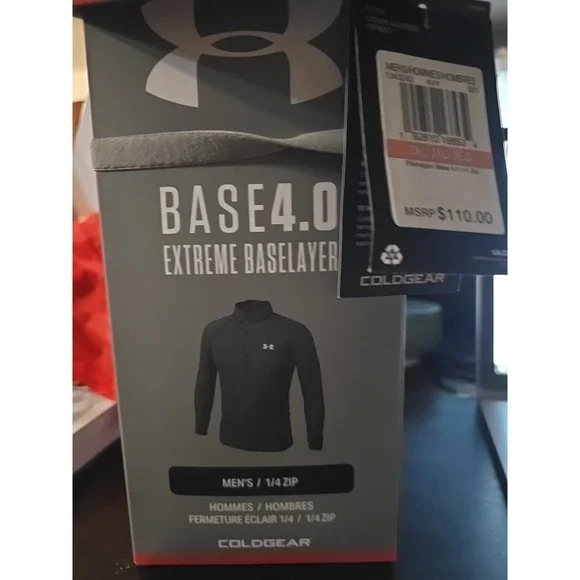 BASE4.0
EXTREME BASELAYER
MEN'S / 1/4 ZIP
HOMMES / HOMBRES
FERMETURE ÉCLAIR 1/4 / 1/4 ZIP
COLDGEAR
MENS/HOMMES/HOMBRES
001
MSRP $110.00
COLDGEAR